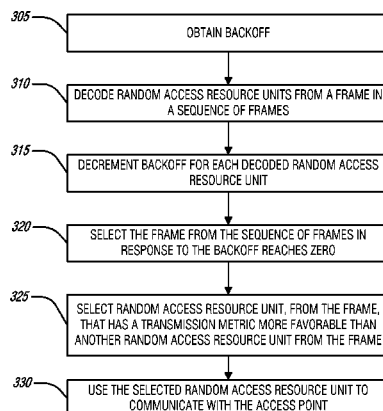 305
OBTAIN BACKOFF
310
DECODE RANDOM ACCESS RESOURCE UNITS FROM A FRAME IN
A SEQUENCE OF FRAMES
315
DECREMENT BACKOFF FOR EACH DECODED RANDOM ACCESS
RESOURCE UNIT
320
SELECT THE FRAME FROM THE SEQUENCE OF FRAMES IN
RESPONSE TO THE BACKOFF REACHES ZERO
325
SELECT RANDOM ACCESS RESOURCE UNIT, FROM THE FRAME,
THAT HAS A TRANSMISSION METRIC MORE FAVORABLE THAN
ANOTHER RANDOM ACCESS RESOURCE UNIT FROM THE FRAME
330
USE THE SELECTED RANDOM ACCESS RESOURCE UNIT TO
COMMUNICATE WITH THE ACCESS POINT